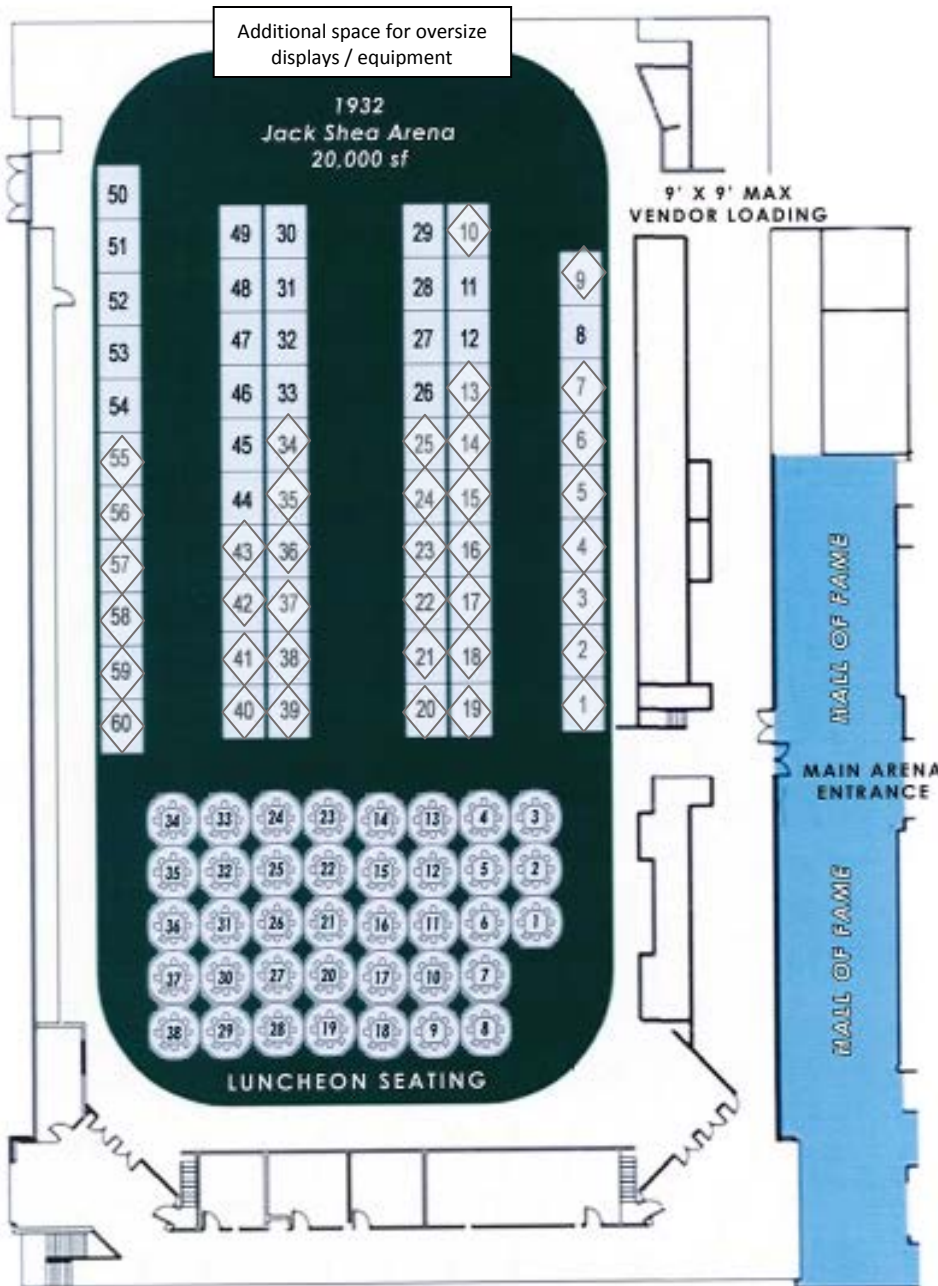 Additional space for oversize
displays / equipment
1932
Jack Shea Arena
20,000 sf
9' X 9' MAX
VENDOR LOADING
50
51
52
53
54
55
56
57
58
59
60
49 30
48 31
47 32
46 33
45 34
44 35
43 36
42 37
41 38
40 39
29 10
28 11
27 12
26 13
25 14
24 15
23 16
22 17
21 18
20 19
9
8
7
6
5
4
3
2
1
HALL OF FAME
MAIN ARENA
ENTRANCE
HALL OF FAME
34 33 24 23 14 13 4 3
35 32 25 22 15 12 5 2
36 31 26 21 16 11 6 1
37 30 27 20 17 10 7
38 29 28 19 18 9 8
LUNCHEON SEATING